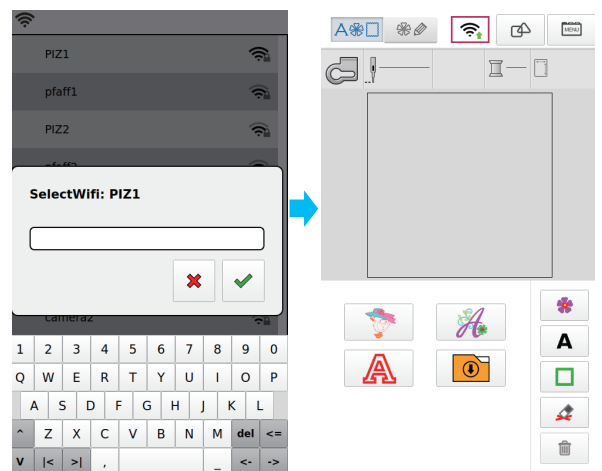 PIZ1
pfaff1
PIZ2
SelectWifi: PIZ1
camera2
1 2 3 4 5 6 7 8 9 0
Q W E R T Y U I O P
A S D F G H J K L
^ Z X C V B N M del <=
V |< >| , _ <- ->
A
MENU
A
A
A